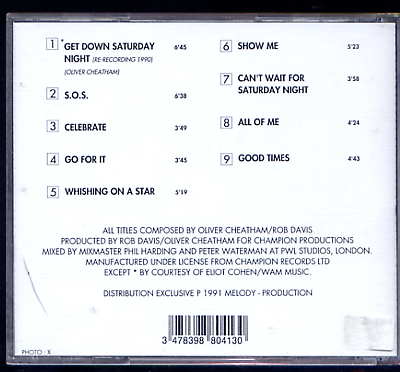 1 *GET DOWN SATURDAY 6'45
NIGHT (RE-RECORDING 1990)
(OLIVER CHEATHAM)
2 S.O.S. 6'38
3 CELEBRATE 3'49
4 GO FOR IT 3'45
5 WHISHING ON A STAR 5'19
6 SHOW ME 5'23
7 CAN'T WAIT FOR 3'58
SATURDAY NIGHT
8 ALL OF ME 4'24
9 GOOD TIMES 4'43
ALL TITLES COMPOSED BY OLIVER CHEATHAM/ROB DAVIS.
PRODUCED BY ROB DAVIS/OLIVER CHEATHAM FOR CHAMPION PRODUCTIONS
MIXED BY MIXMASTER PHIL HARDING AND PETER WATERMAN AT PWL STUDIOS, LONDON.
MANUFACTURED UNDER LICENSE FROM CHAMPION RECORDS LTD
EXCEPT * BY COURTESY OF ELIOT COHEN/WAM MUSIC.
DISTRIBUTION EXCLUSIVE P 1991 MELODY - PRODUCTION
3 478398 804130
PHOTO : X